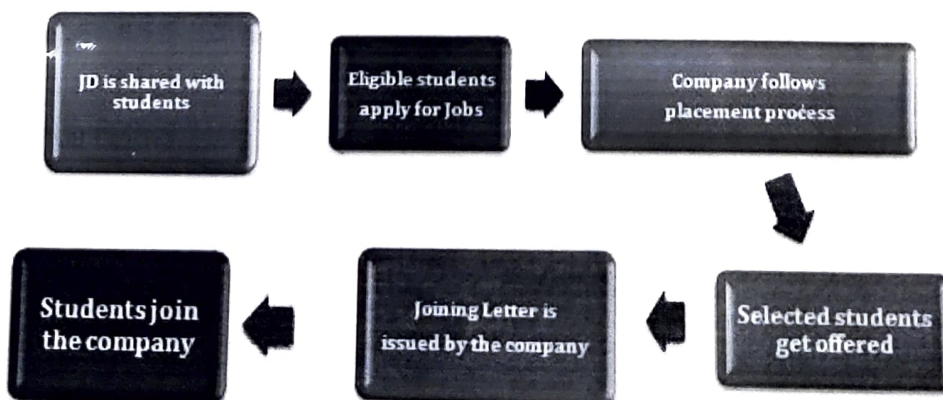 JD is shared with
students
Eligible students
apply for Jobs
Company follows
placement process
Selected students
get offered
Joining Letter is
issued by the company
Students join
the company